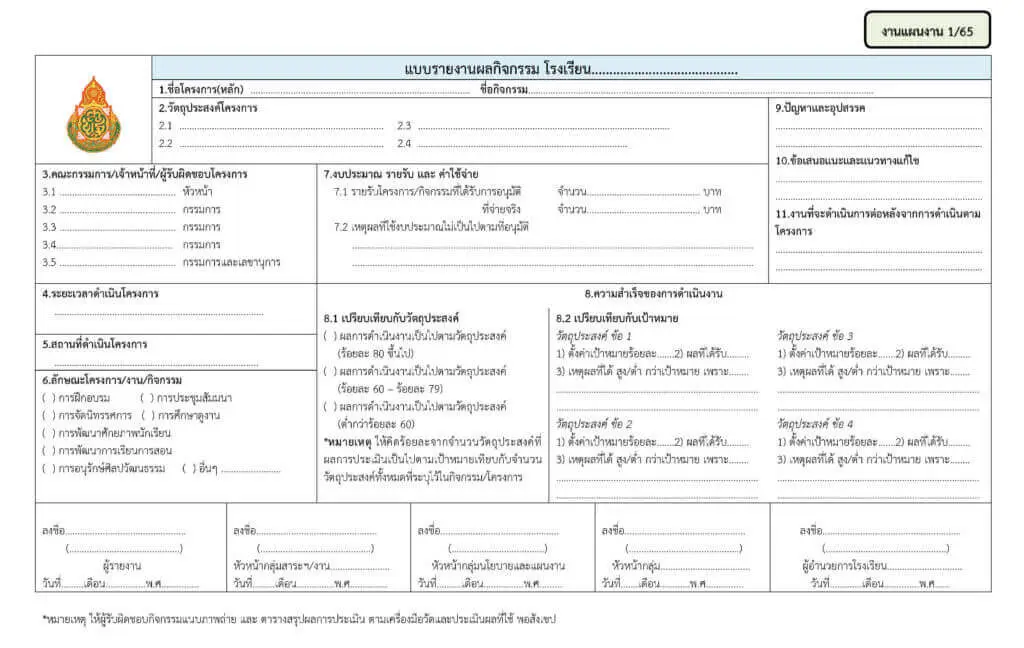 งานแผนงาน 1/65
แบบรายงานผลกิจกรรม โรงเรียน.........................................
1.ชื่อโครงการ(หลัก) ........................................................................ ชื่อกิจกรรม....................................................................................................................
2.วัตถุประสงค์โครงการ
2.1 .................................................................... 2.3 ....................................................................................
2.2 .................................................................... 2.4 ....................................................................................
3.คณะกรรมการ/เจ้าหน้าที่/ผู้รับผิดชอบโครงการ
3.1 ....................................... หัวหน้า
3.2 ....................................... กรรมการ
3.3 ....................................... กรรมการ
3.4....................................... กรรมการ
3.5 ....................................... กรรมการและเลขานุการ
7.งบประมาณ รายรับ และ ค่าใช้จ่าย
7.1 รายรับโครงการ/กิจกรรมที่ได้รับการอนุมัติ จำนวน...................................... บาท
ที่จ่ายจริง จำนวน...................................... บาท
7.2 เหตุผลที่ใช้งบประมาณไม่เป็นไปตามที่อนุมัติ
......................................................................................................................................
......................................................................................................................................
9.ปัญหาและอุปสรรค
.....................................................................
.....................................................................
10.ข้อเสนอแนะและแนวทางแก้ไข
.....................................................................
.....................................................................
11.งานที่จะดำเนินการต่อหลังจากการดำเนินตาม
โครงการ
.....................................................................
.....................................................................
4.ระยะเวลาดำเนินโครงการ
.....................................................................
5.สถานที่ดำเนินโครงการ
.....................................................................
6.ลักษณะโครงการ/งาน/กิจกรรม
( ) การฝึกอบรม ( ) การประชุมสัมมนา
( ) การจัดนิทรรศการ ( ) การศึกษาดูงาน
( ) การพัฒนาศักยภาพนักเรียน
( ) การพัฒนาการเรียนการสอน
( ) การอนุรักษ์ศิลปวัฒนธรรม ( ) อื่นๆ ....................
8.ความสำเร็จของการดำเนินงาน
8.1 เปรียบเทียบกับวัตถุประสงค์
( ) ผลการดำเนินงานเป็นไปตามวัตถุประสงค์
(ร้อยละ 80 ขึ้นไป)
( ) ผลการดำเนินงานเป็นไปตามวัตถุประสงค์
(ร้อยละ 60 – ร้อยละ 79)
( ) ผลการดำเนินงานเป็นไปตามวัตถุประสงค์
(ต่ำกว่าร้อยละ 60)
*หมายเหตุ ให้คิดร้อยละจากจำนวนวัตถุประสงค์ที่
ผลการประเมินเป็นไปตามเป้าหมายเทียบกับจำนวน
วัตถุประสงค์ทั้งหมดที่ระบุไว้ในกิจกรรม/โครงการ
8.2 เปรียบเทียบกับเป้าหมาย
วัตถุประสงค์ ข้อ 1
1) ตั้งค่าเป้าหมายร้อยละ......2) ผลที่ได้รับ........
3) เหตุผลที่ได้ สูง/ต่ำ กว่าเป้าหมาย เพราะ.......
.....................................................................
วัตถุประสงค์ ข้อ 2
1) ตั้งค่าเป้าหมายร้อยละ......2) ผลที่ได้รับ........
3) เหตุผลที่ได้ สูง/ต่ำ กว่าเป้าหมาย เพราะ.......
.....................................................................
.....................................................................
วัตถุประสงค์ ข้อ 3
1) ตั้งค่าเป้าหมายร้อยละ......2) ผลที่ได้รับ........
3) เหตุผลที่ได้ สูง/ต่ำ กว่าเป้าหมาย เพราะ.......
.....................................................................
วัตถุประสงค์ ข้อ 4
1) ตั้งค่าเป้าหมายร้อยละ......2) ผลที่ได้รับ........
3) เหตุผลที่ได้ สูง/ต่ำ กว่าเป้าหมาย เพราะ.......
.....................................................................
.....................................................................
ลงชื่อ........................................
(......................................)
ผู้รายงาน
วันที่.......เดือน..............พ.ศ.............
ลงชื่อ........................................
(......................................)
หัวหน้ากลุ่มสาระฯ/งาน....................
วันที่.......เดือน..............พ.ศ.............
ลงชื่อ........................................
(................................)
หัวหน้ากลุ่มนโยบายและแผนงาน
วันที่.......เดือน..............พ.ศ.............
ลงชื่อ........................................
(......................................)
หัวหน้ากลุ่ม...........................
วันที่.......เดือน..............พ.ศ.............
ลงชื่อ........................................
(........................................)
ผู้อำนวยการโรงเรียน........................
วันที่.......เดือน..............พ.ศ.............
*หมายเหตุ ให้ผู้รับผิดชอบกิจกรรมแนบภาพถ่าย และ ตารางสรุปผลการประเมิน ตามเครื่องมือวัดและประเมินผลที่ใช้ พอสังเขป